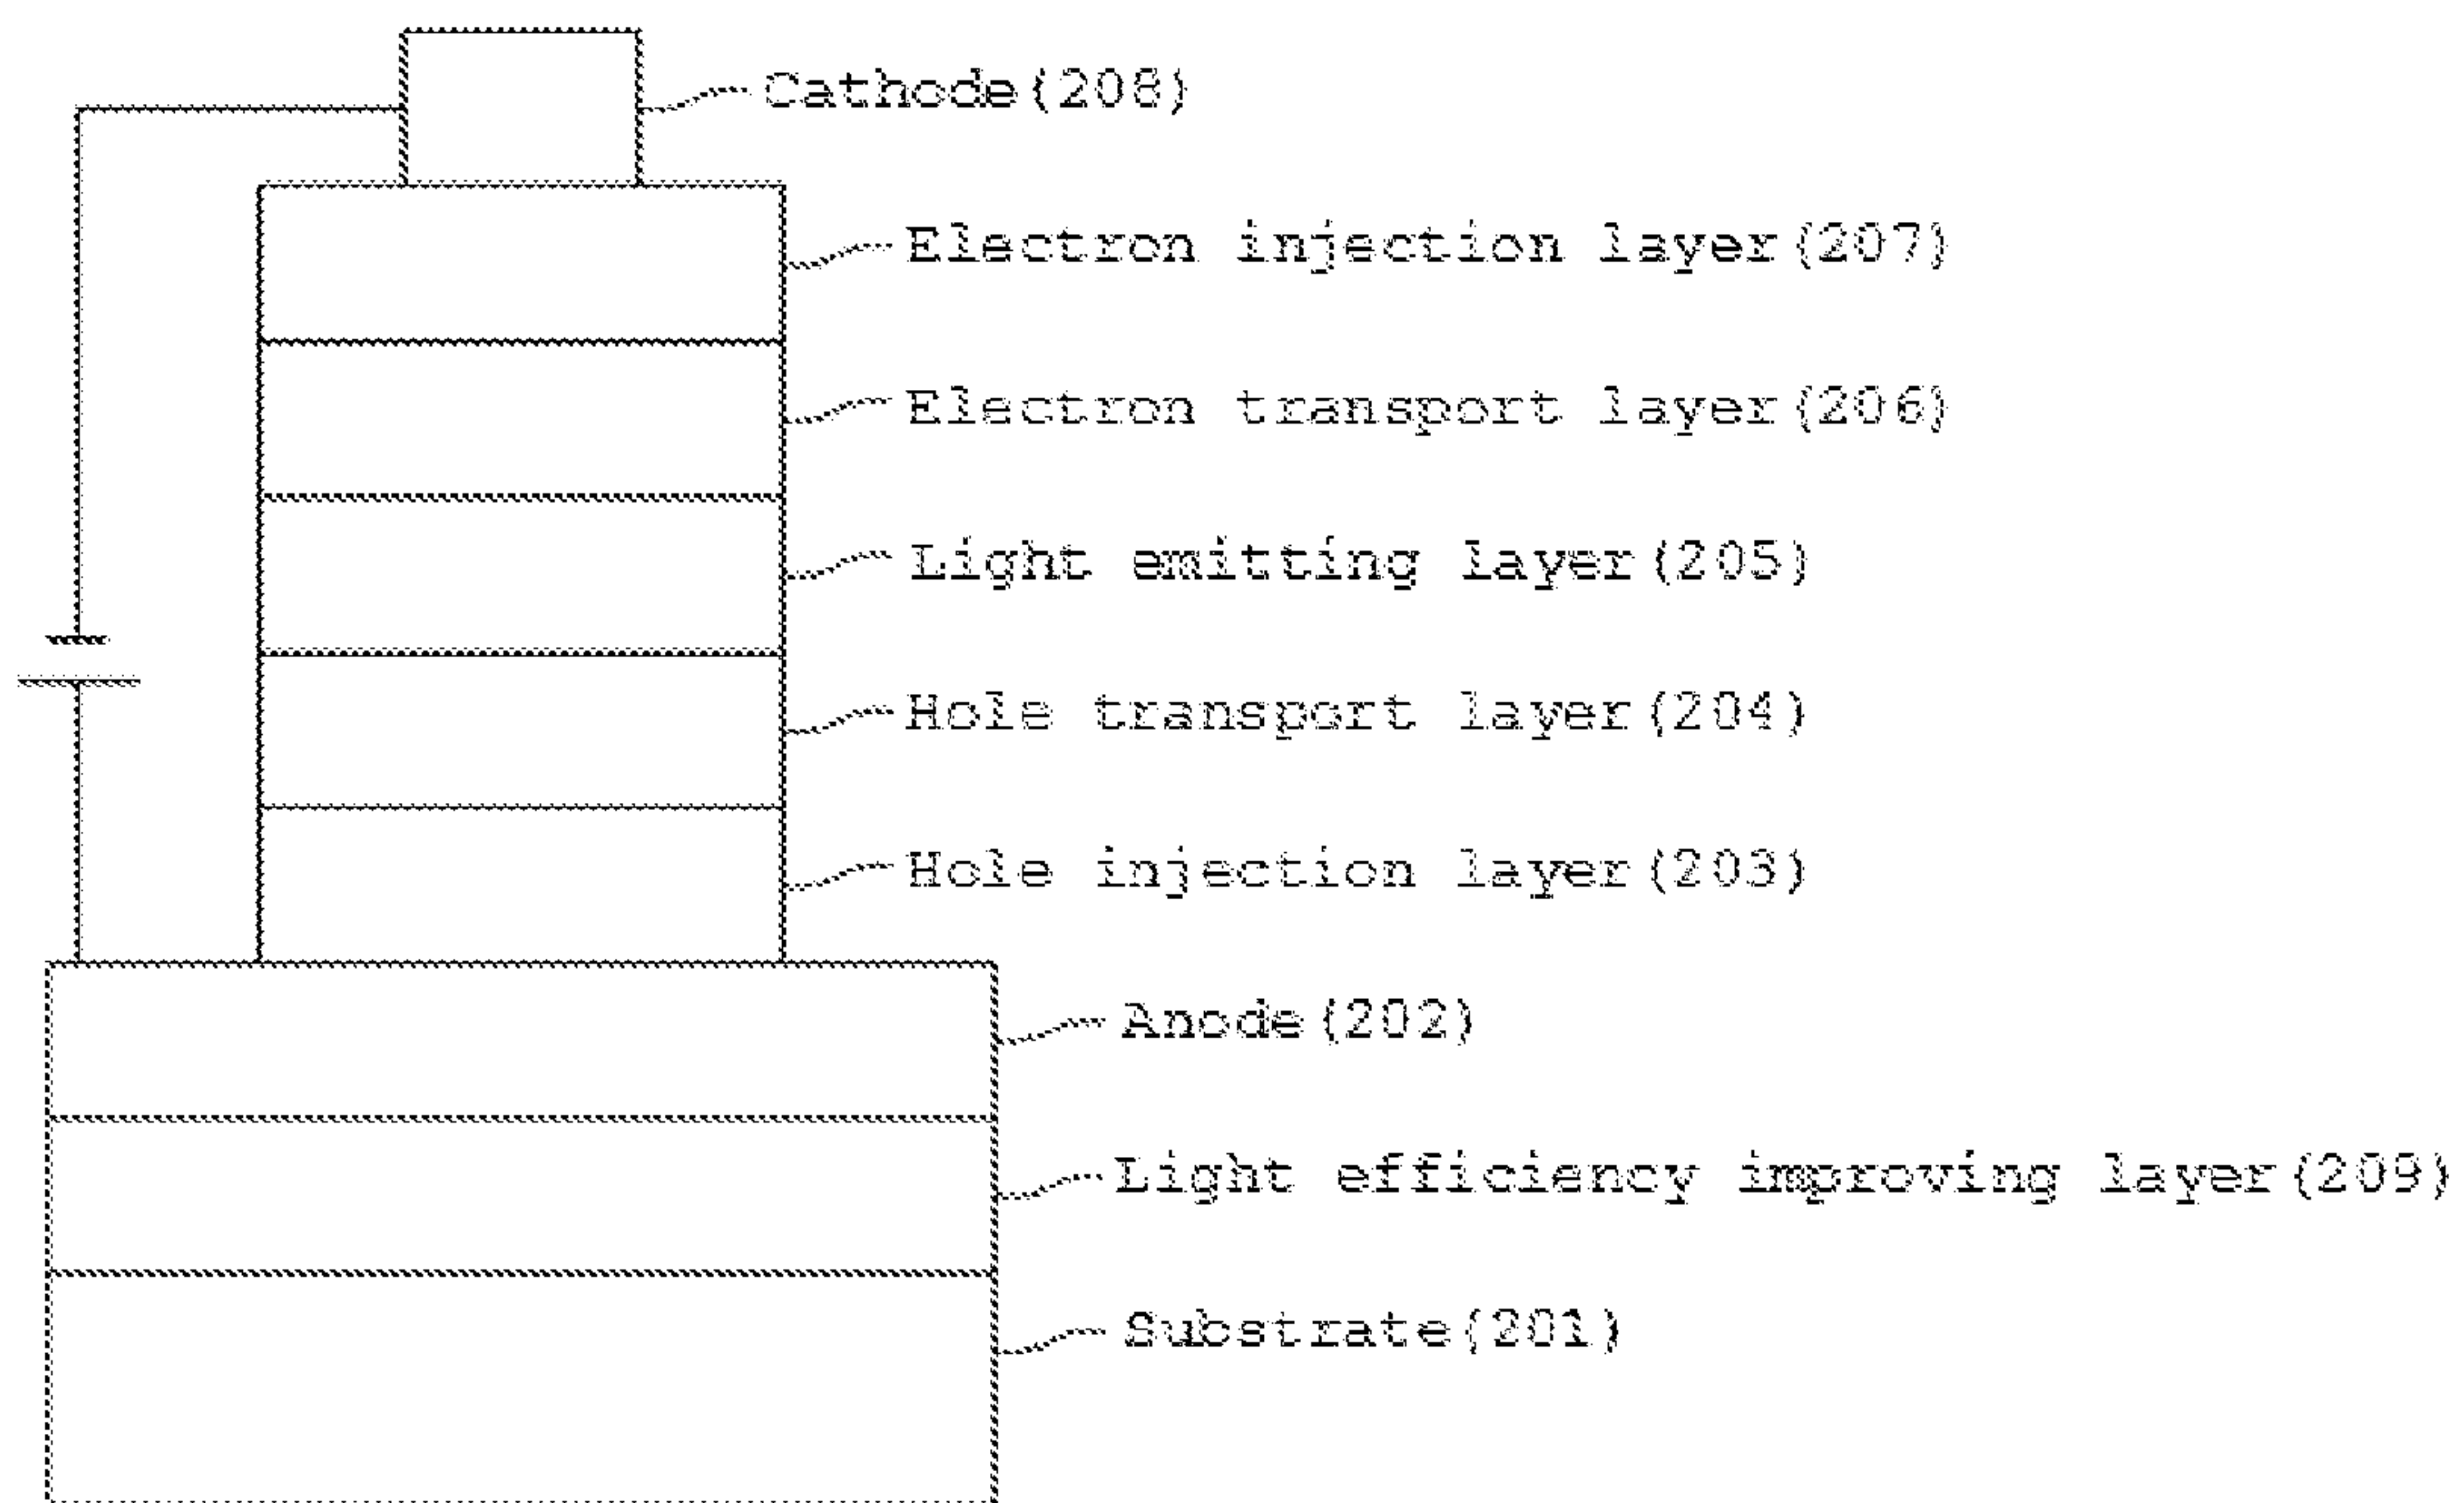 Cathode(208)
Electron injection layer(207)
Electron transport layer(206)
Light emitting layer(205)
Hole transport layer(204)
Hole injection layer(203)
Anode(202)
Light efficiency improving layer(209)
Substrate(201)